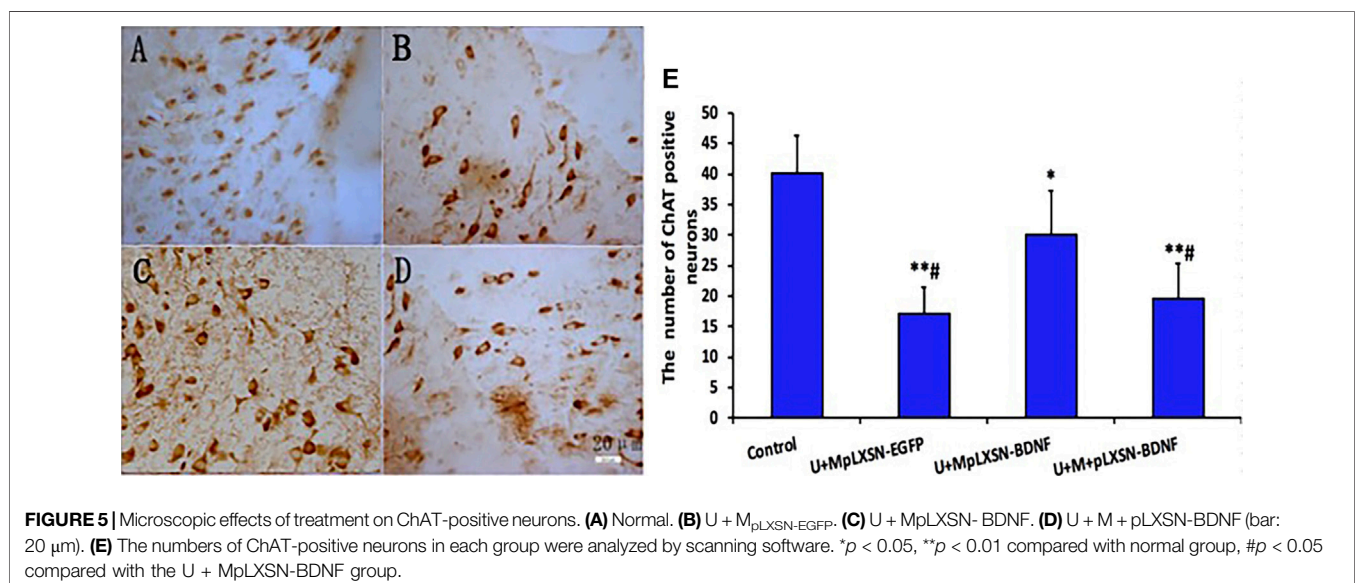 A
B
C
D
20 μm
E
The number of ChAT positive
neurons
50
45
40
35
30
25
20
15
10
5
0
**#
*
**#
Control
U+MpLXSN-EGFP
U+MpLXSN-BDNF
U+M+pLXSN-BDNF
FIGURE 5 | Microscopic effects of treatment on ChAT-positive neurons. (A) Normal. (B) U + MpLXSN-EGFP. (C) U + MpLXSN- BDNF. (D) U + M + pLXSN-BDNF (bar:
20 μm). (E) The numbers of ChAT-positive neurons in each group were analyzed by scanning software. *p < 0.05, **p < 0.01 compared with normal group, #p < 0.05
compared with the U + MpLXSN-BDNF group.